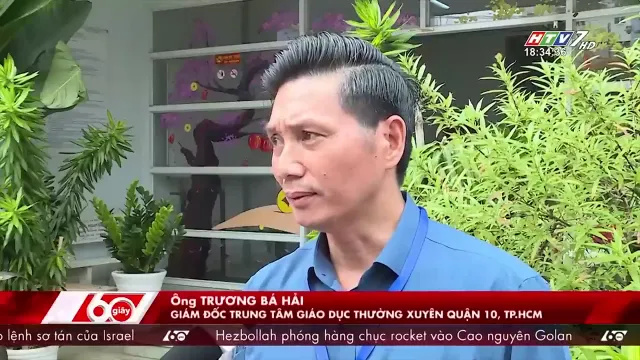 HTV7 HD
18:34:36
60 giây
Ông TRƯƠNG BÁ HẢI
GIÁM ĐỐC TRUNG TÂM GIÁO DỤC THƯỜNG XUYÊN QUẬN 10, TP.HCM
o lệnh sơ tán của Israel
Hezbollah phóng hàng chục rocket vào Cao nguyên Golan